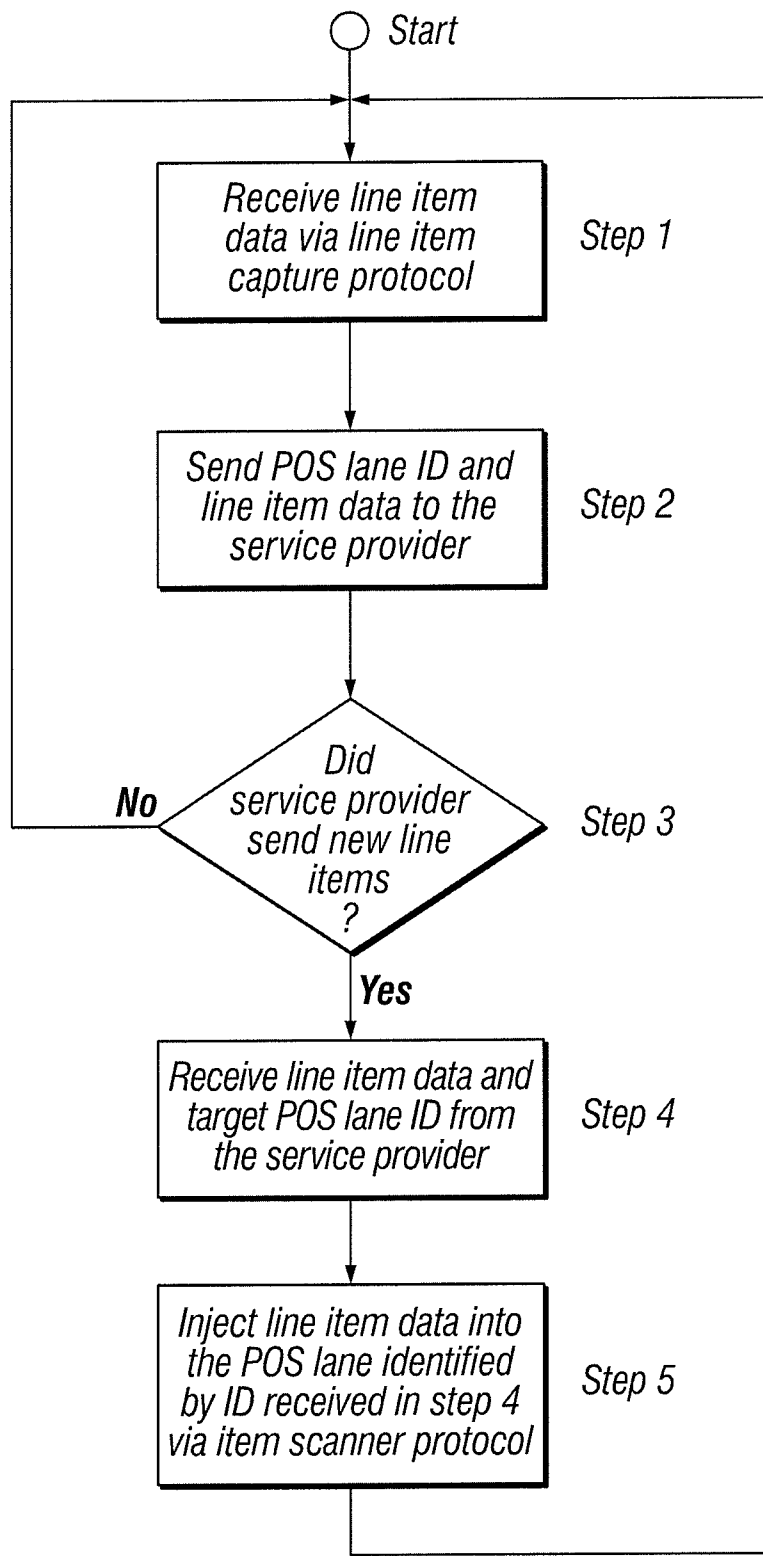 Start
Receive line item
data via line item
capture protocol
Step 1
Send POS lane ID and
line item data to the
service provider
Step 2
Did
service provider
send new line
items
?
Step 3
No
Yes
Receive line item data and
target POS lane ID from
the service provider
Step 4
Inject line item data into
the POS lane identified
by ID received in step 4
via item scanner protocol
Step 5